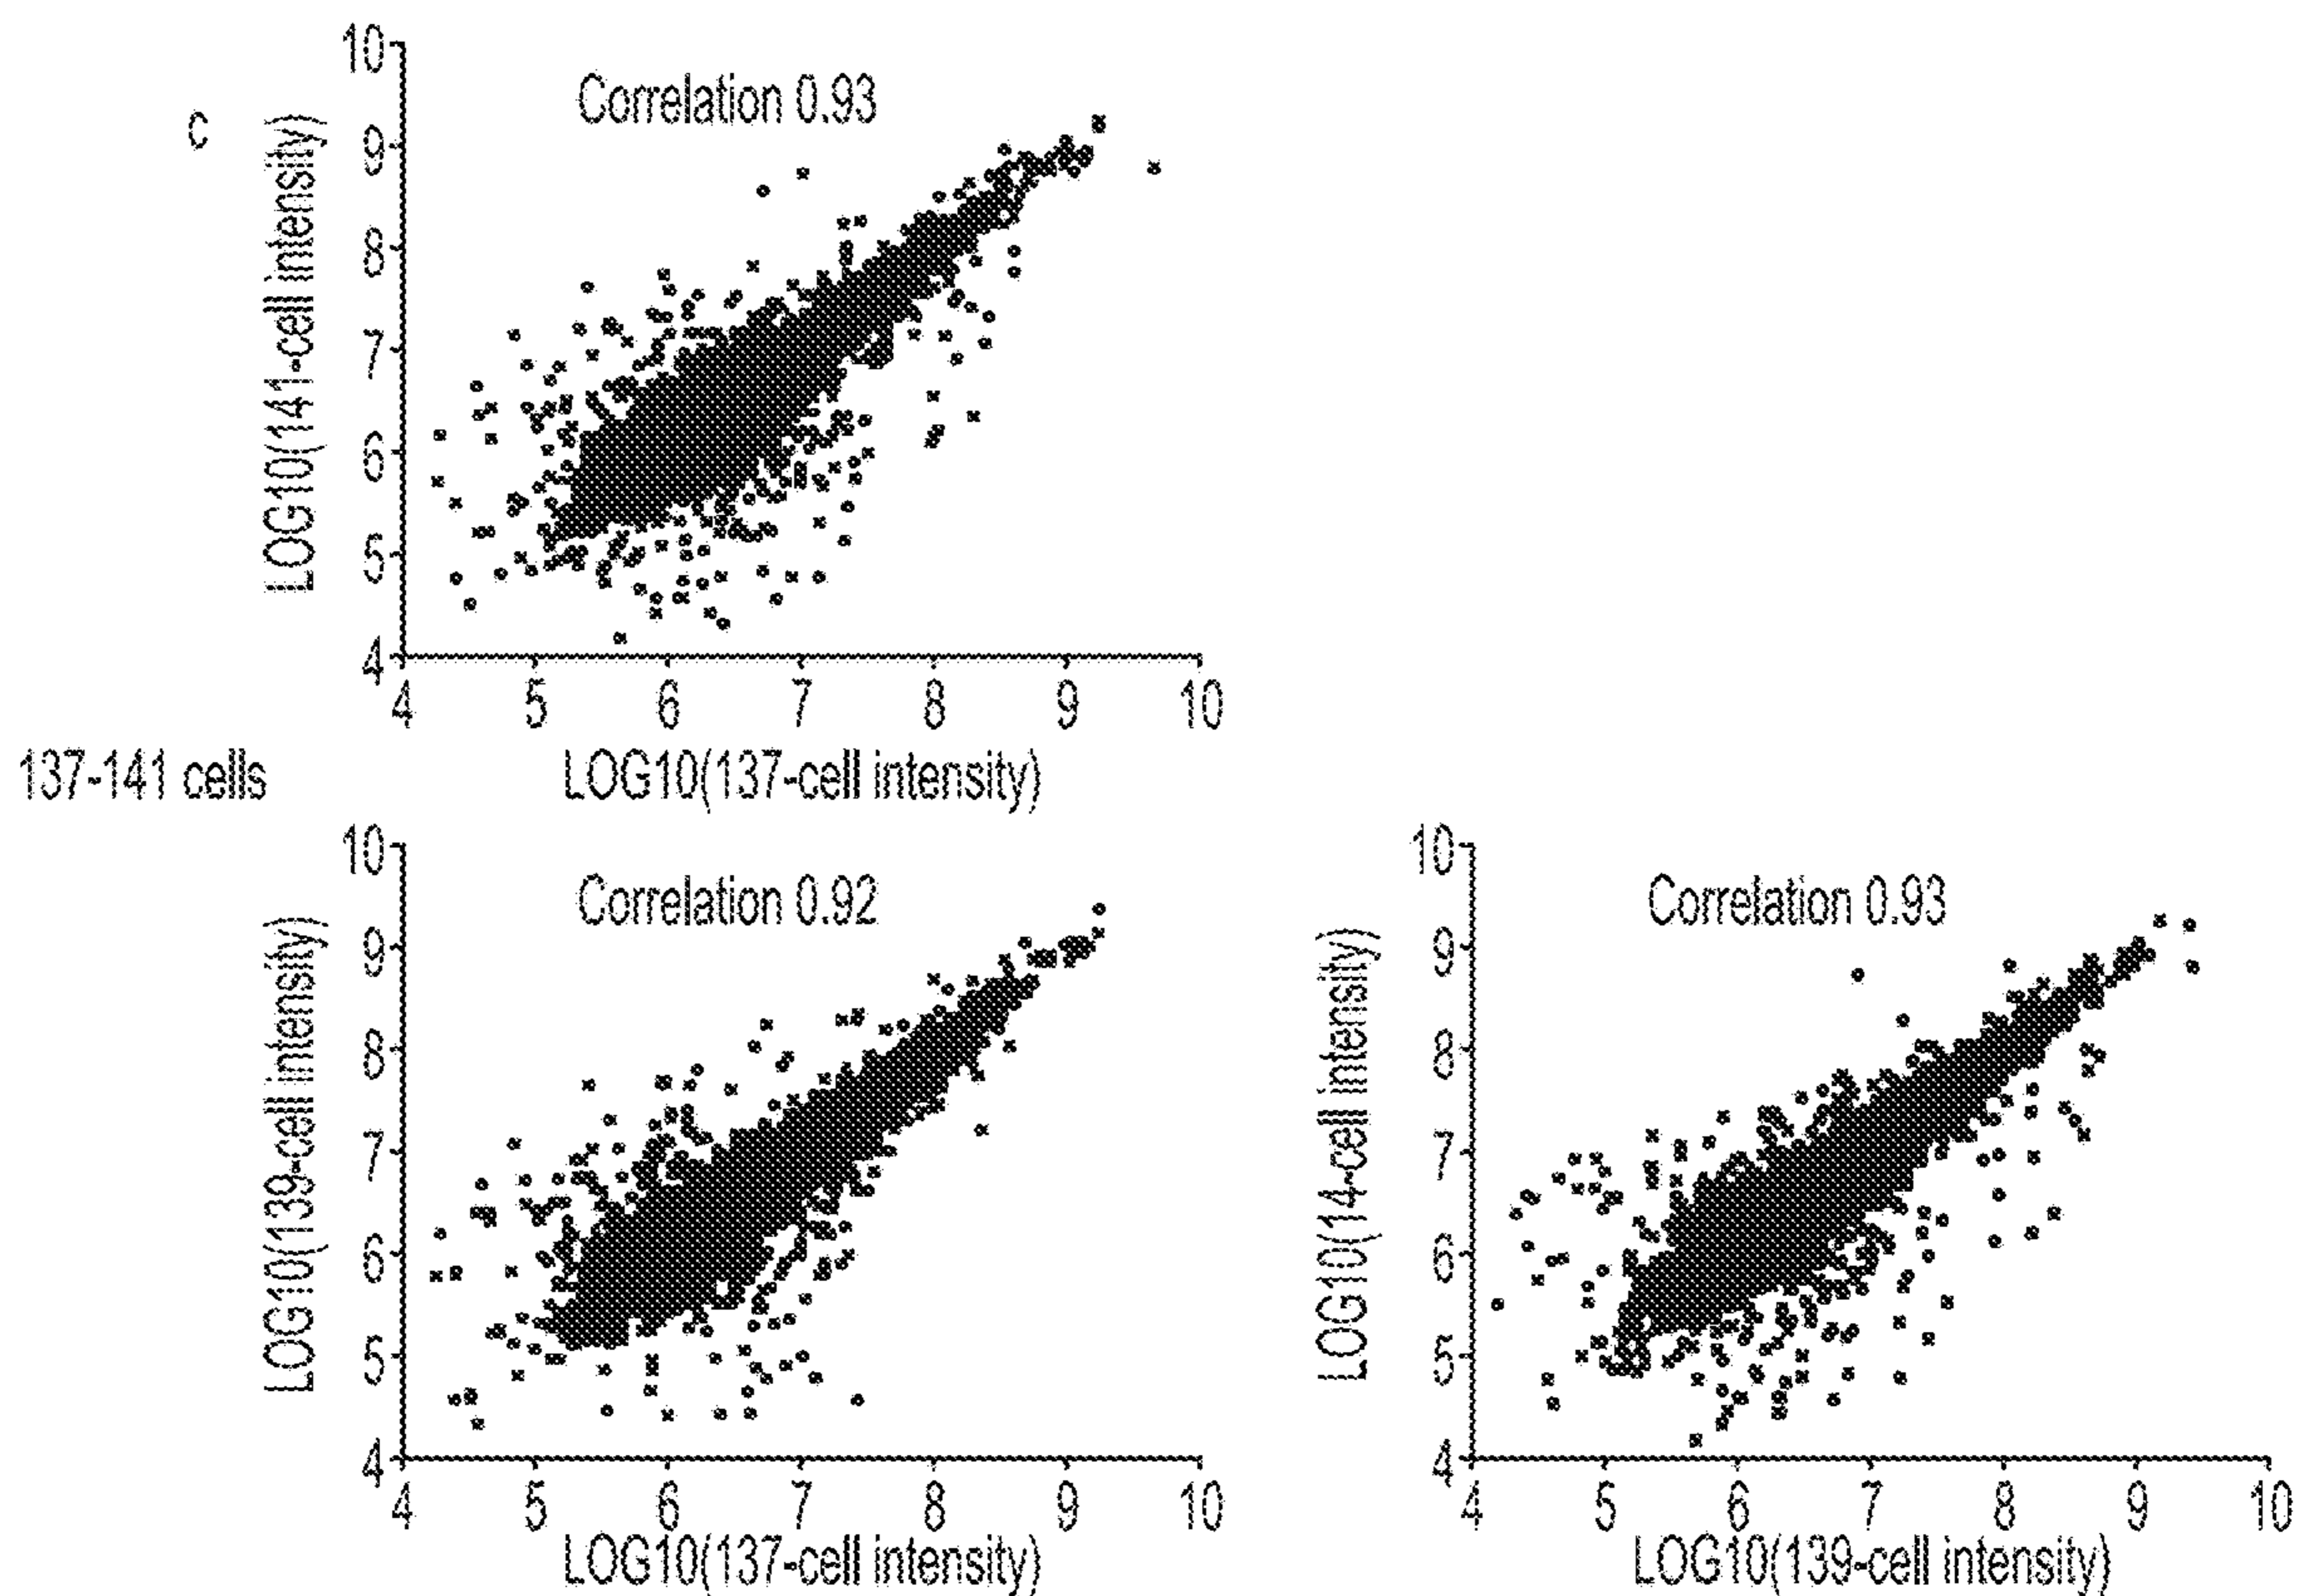 c
Correlation 0.93
LOG10(141-cell intensity)
10
9
8
7
6
5
4
4 5 6 7 8 9 10
LOG10(137-cell intensity)
137-141 cells
Correlation 0.92
LOG10(139-cell intensity)
10
9
8
7
6
5
4
4 5 6 7 8 9 10
LOG10(137-cell intensity)
Correlation 0.93
LOG10(14-cell intensity)
10
9
8
7
6
5
4
4 5 6 7 8 9 10
LOG10(139-cell intensity)